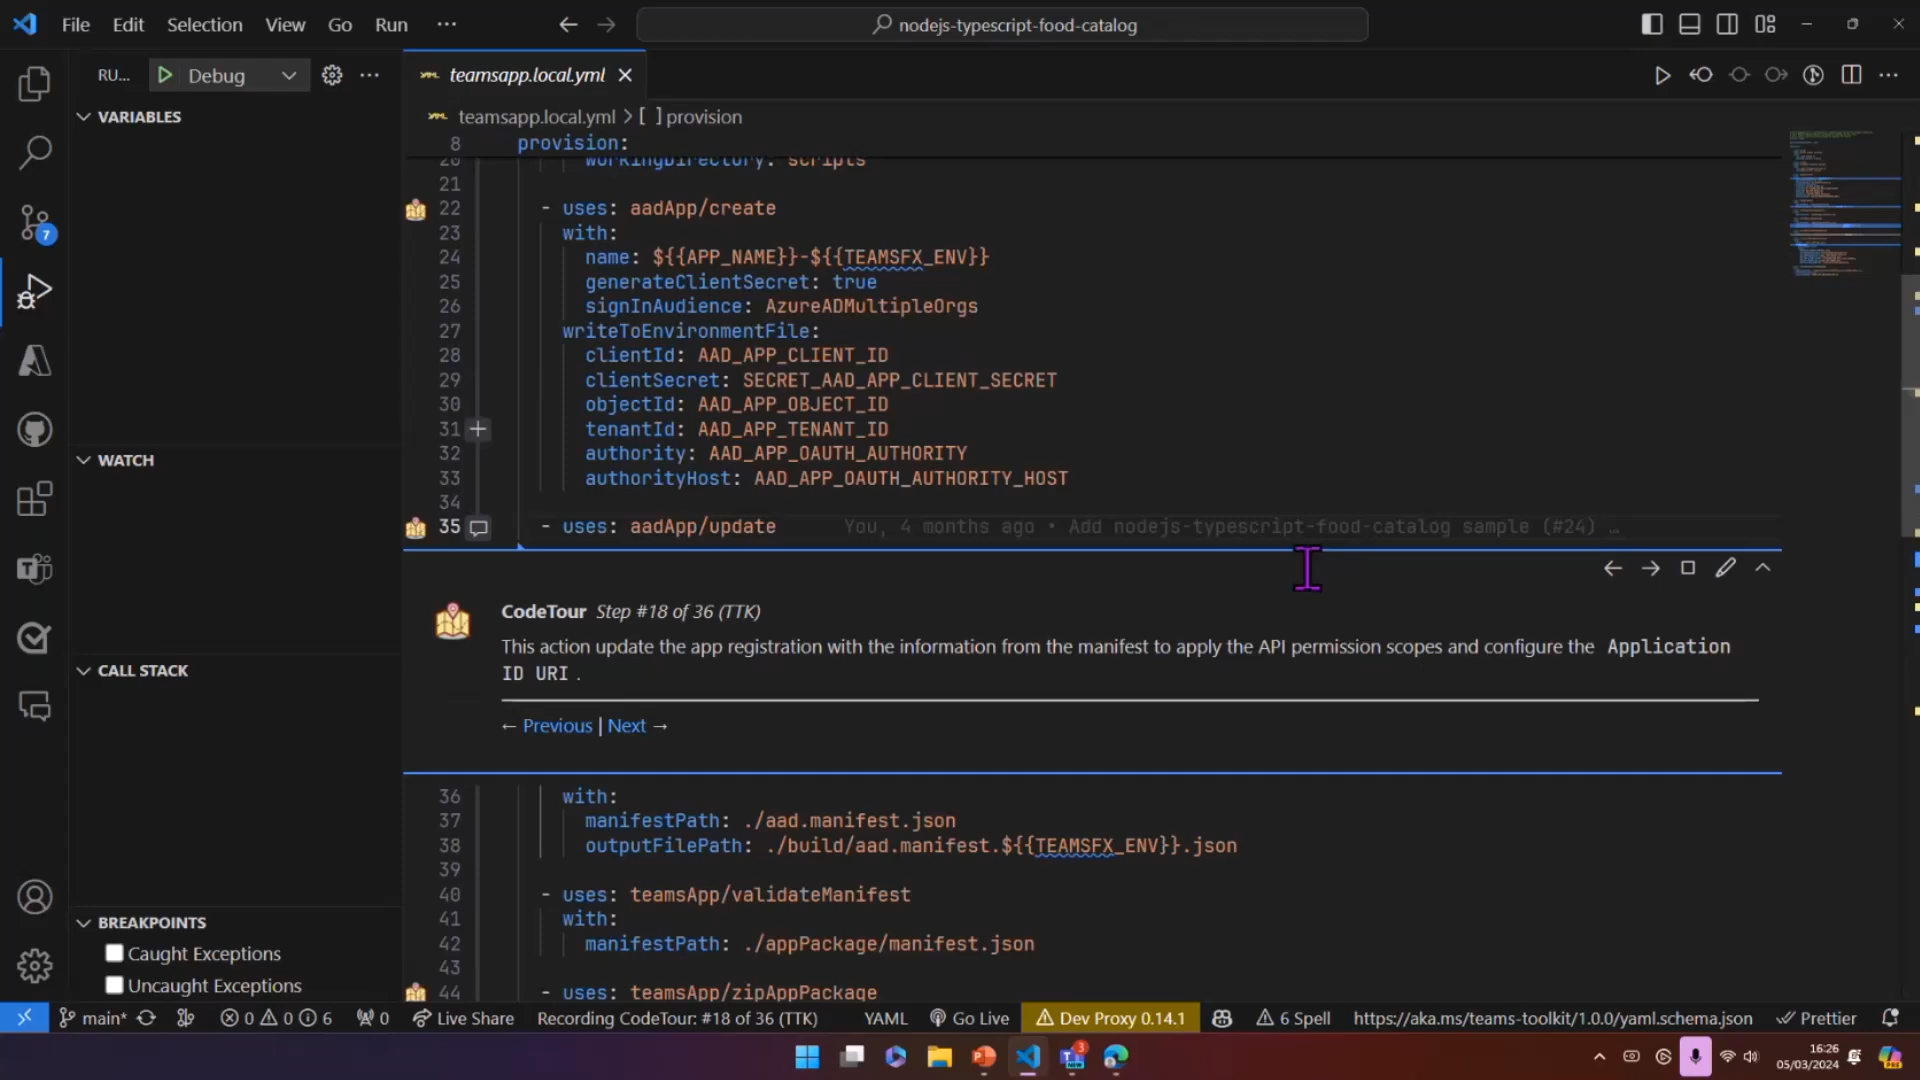 File Edit Selection View Go Run ··· nodejs-typescript-food-catalog
RU... Debug
teamsapp.local.yml
teamsapp.local.yml > [ ] provision
VARIABLES
8 provision:
20 workingDirectory: scripts
21
22 - uses: aadApp/create
23 with:
24 name: ${{APP_NAME}}-${{TEAMSFX_ENV}}
25 generateClientSecret: true
26 signInAudience: AzureADMultipleOrgs
27 writeToEnvironmentFile:
28 clientId: AAD_APP_CLIENT_ID
29 clientSecret: SECRET_AAD_APP_CLIENT_SECRET
30 objectId: AAD_APP_OBJECT_ID
31 tenantId: AAD_APP_TENANT_ID
32 authority: AAD_APP_OAUTH_AUTHORITY
33 authorityHost: AAD_APP_OAUTH_AUTHORITY_HOST
34
35 - uses: aadApp/update You, 4 months ago • Add nodejs-typescript-food-catalog sample (#24) …
7
WATCH
CALL STACK
CodeTour Step #18 of 36 (TTK)
This action update the app registration with the information from the manifest to apply the API permission scopes and configure the Application
ID URI .
← Previous | Next →
36 with:
37 manifestPath: ./aad.manifest.json
38 outputFilePath: ./build/aad.manifest.${{TEAMSFX_ENV}}.json
39
40 - uses: teamsApp/validateManifest
41 with:
42 manifestPath: ./appPackage/manifest.json
43
44 - uses: teamsApp/zipAppPackage
BREAKPOINTS
Caught Exceptions
Uncaught Exceptions
main* 0 0 6 0 Live Share Recording CodeTour: #18 of 36 (TTK) YAML Go Live Dev Proxy 0.14.1 6 Spell https://aka.ms/teams-toolkit/1.0.0/yaml.schema.json Prettier
3
16:26
05/03/2024